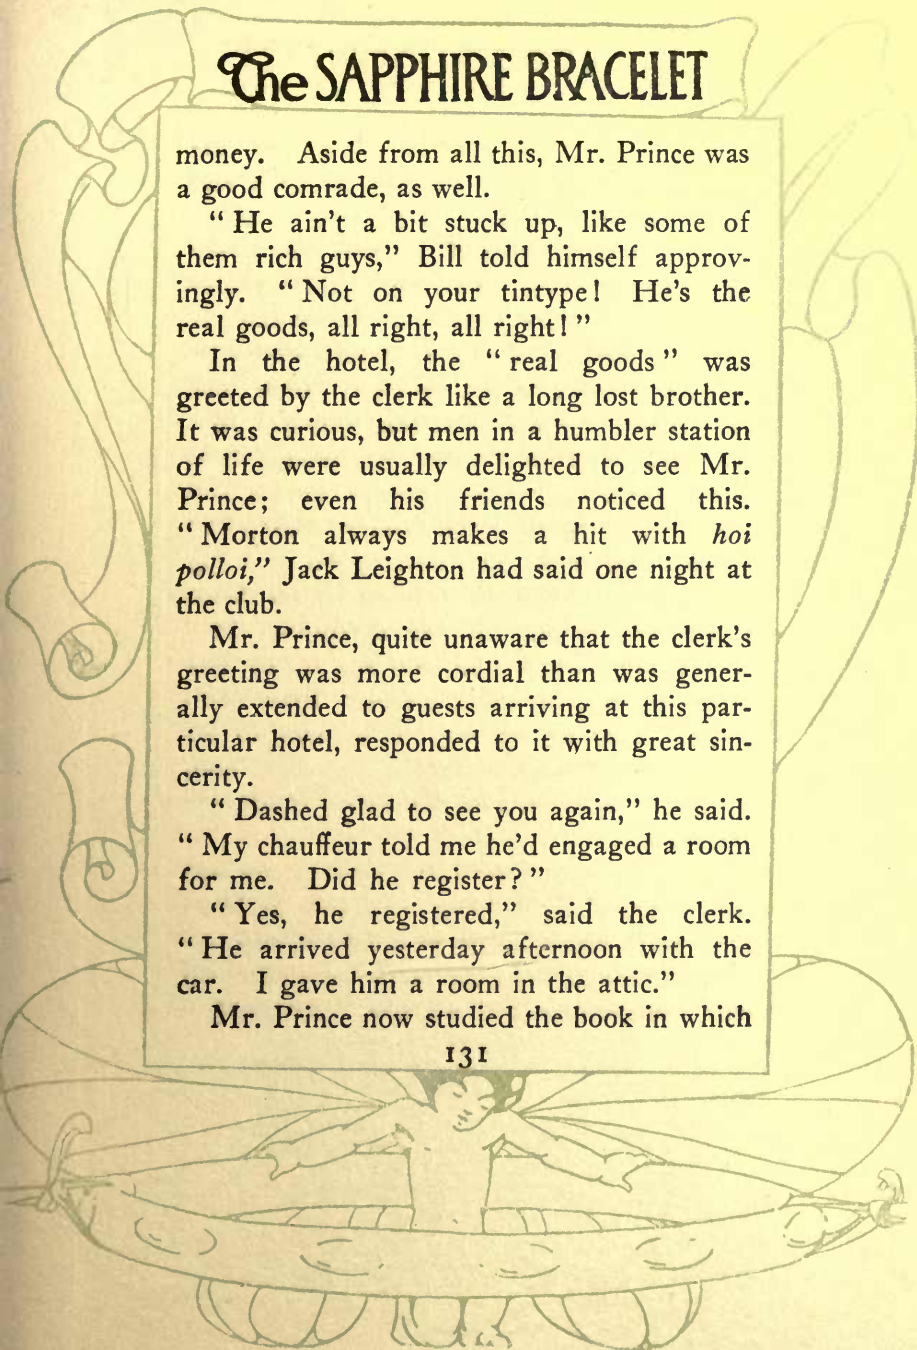 The SAPPHIRE BRACELET
money. Aside from all this, Mr. Prince was
a good comrade, as well.
“ He ain't a bit stuck up, like some of
them rich guys,” Bill told himself approv-
ingly. “ Not on your tintype! He's the
real goods, all right, all right! ”
In the hotel, the “ real goods ” was
greeted by the clerk like a long lost brother.
It was curious, but men in a humbler station
of life were usually delighted to see Mr.
Prince; even his friends noticed this.
“ Morton always makes a hit with hoi
polloi,” Jack Leighton had said one night at
the club.
Mr. Prince, quite unaware that the clerk's
greeting was more cordial than was gener-
ally extended to guests arriving at this par-
ticular hotel, responded to it with great sin-
cerity.
“ Dashed glad to see you again,” he said.
“ My chauffeur told me he'd engaged a room
for me. Did he register? ”
“ Yes, he registered,” said the clerk.
“ He arrived yesterday afternoon with the
car. I gave him a room in the attic.”
Mr. Prince now studied the book in which
131